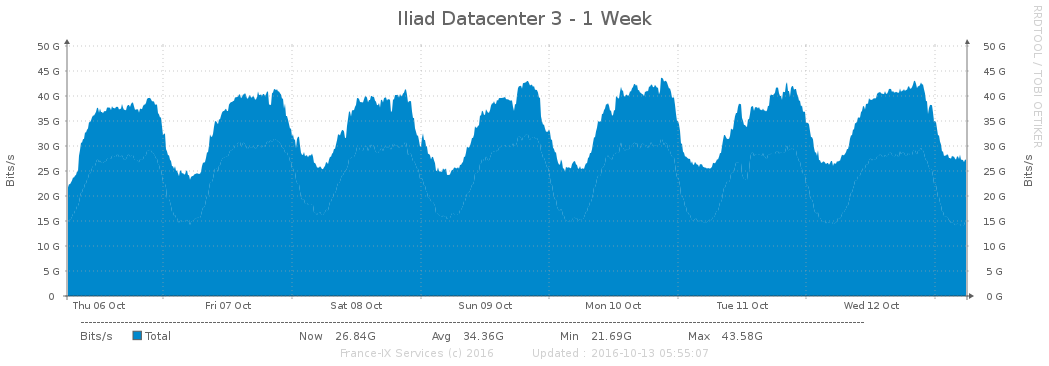 Iliad Datacenter 3 - 1 Week
RRDTOOL / TOBI OETIKER
Bits/s
50 G 50 G
45 G 45 G
40 G 40 G
35 G 35 G
30 G 30 G
25 G 25 G
20 G 20 G
15 G 15 G
10 G 10 G
5 G 5 G
0 0 G
Bits/s
Thu 06 Oct Fri 07 Oct Sat 08 Oct Sun 09 Oct Mon 10 Oct Tue 11 Oct Wed 12 Oct
Bits/s Total Now 26.84G Avg 34.36G Min 21.69G Max 43.58G
France-IX Services (c) 2016 Updated : 2016-10-13 05:55:07